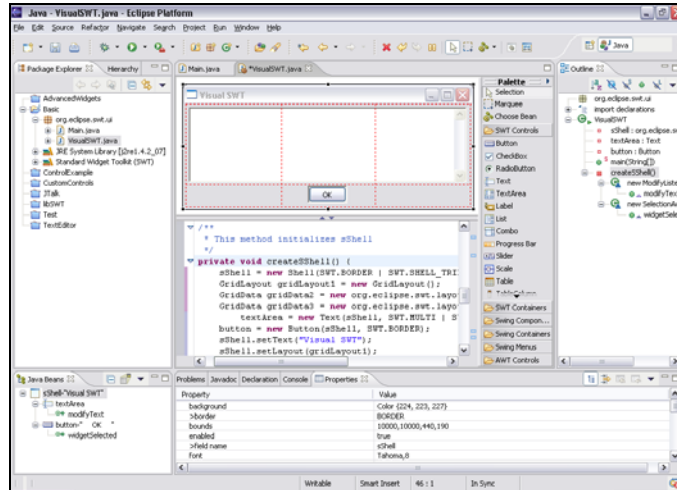 Java - VisualSWT.java - Eclipse Platform
File Edit Source Refactor Navigate Search Project Run Window Help
Java
Package Explorer Hierarchy
AdvancedWidgets
Basic
org.eclipse.swt.ui
Main.java
VisualSWT.java
JRE System Library [j2re1.4.2_07]
Standard Widget Toolkit (SWT)
ControlExample
CustomControls
JTalk
libSWT
Test
TextEditor
Main.java *VisualSWT.java
Visual SWT
OK
/**
* This method initializes sShell
*/
private void createSShell() {
sShell = new Shell(SWT.BORDER | SWT.SHELL_TRI
GridLayout gridLayout1 = new GridLayout();
GridData gridData2 = new org.eclipse.swt.layo
GridData gridData3 = new org.eclipse.swt.layo
textArea = new Text(sShell, SWT.MULTI | S
button = new Button(sShell, SWT.BORDER);
sShell.setText("Visual SWT");
sShell.setLayout(gridLayout1);
Palette
Selection
Marquee
Choose Bean
SWT Controls
Button
CheckBox
RadioButton
Text
TextArea
Label
List
Combo
Progress Bar
Slider
Scale
Table
TableColumn
SWT Containers
Swing Compon...
Swing Containers
Swing Menus
AWT Controls
Outline
org.eclipse.swt.ui
import declarations
VisualSWT
sShell : org.eclipse.sw
textArea : Text
button : Button
main(String[])
createSShell()
new ModifyListe
modifyText
new SelectionA
widgetSele
Java Beans
sShell-"Visual SWT"
textArea
modifyText
button-" OK "
widgetSelected
Problems Javadoc Declaration Console Properties
Property Value
background Color {224, 223, 227}
>border BORDER
bounds 10000,10000,440,190
enabled true
>field name sShell
font Tahoma,8
Writable Smart Insert 46 : 1 In Sync